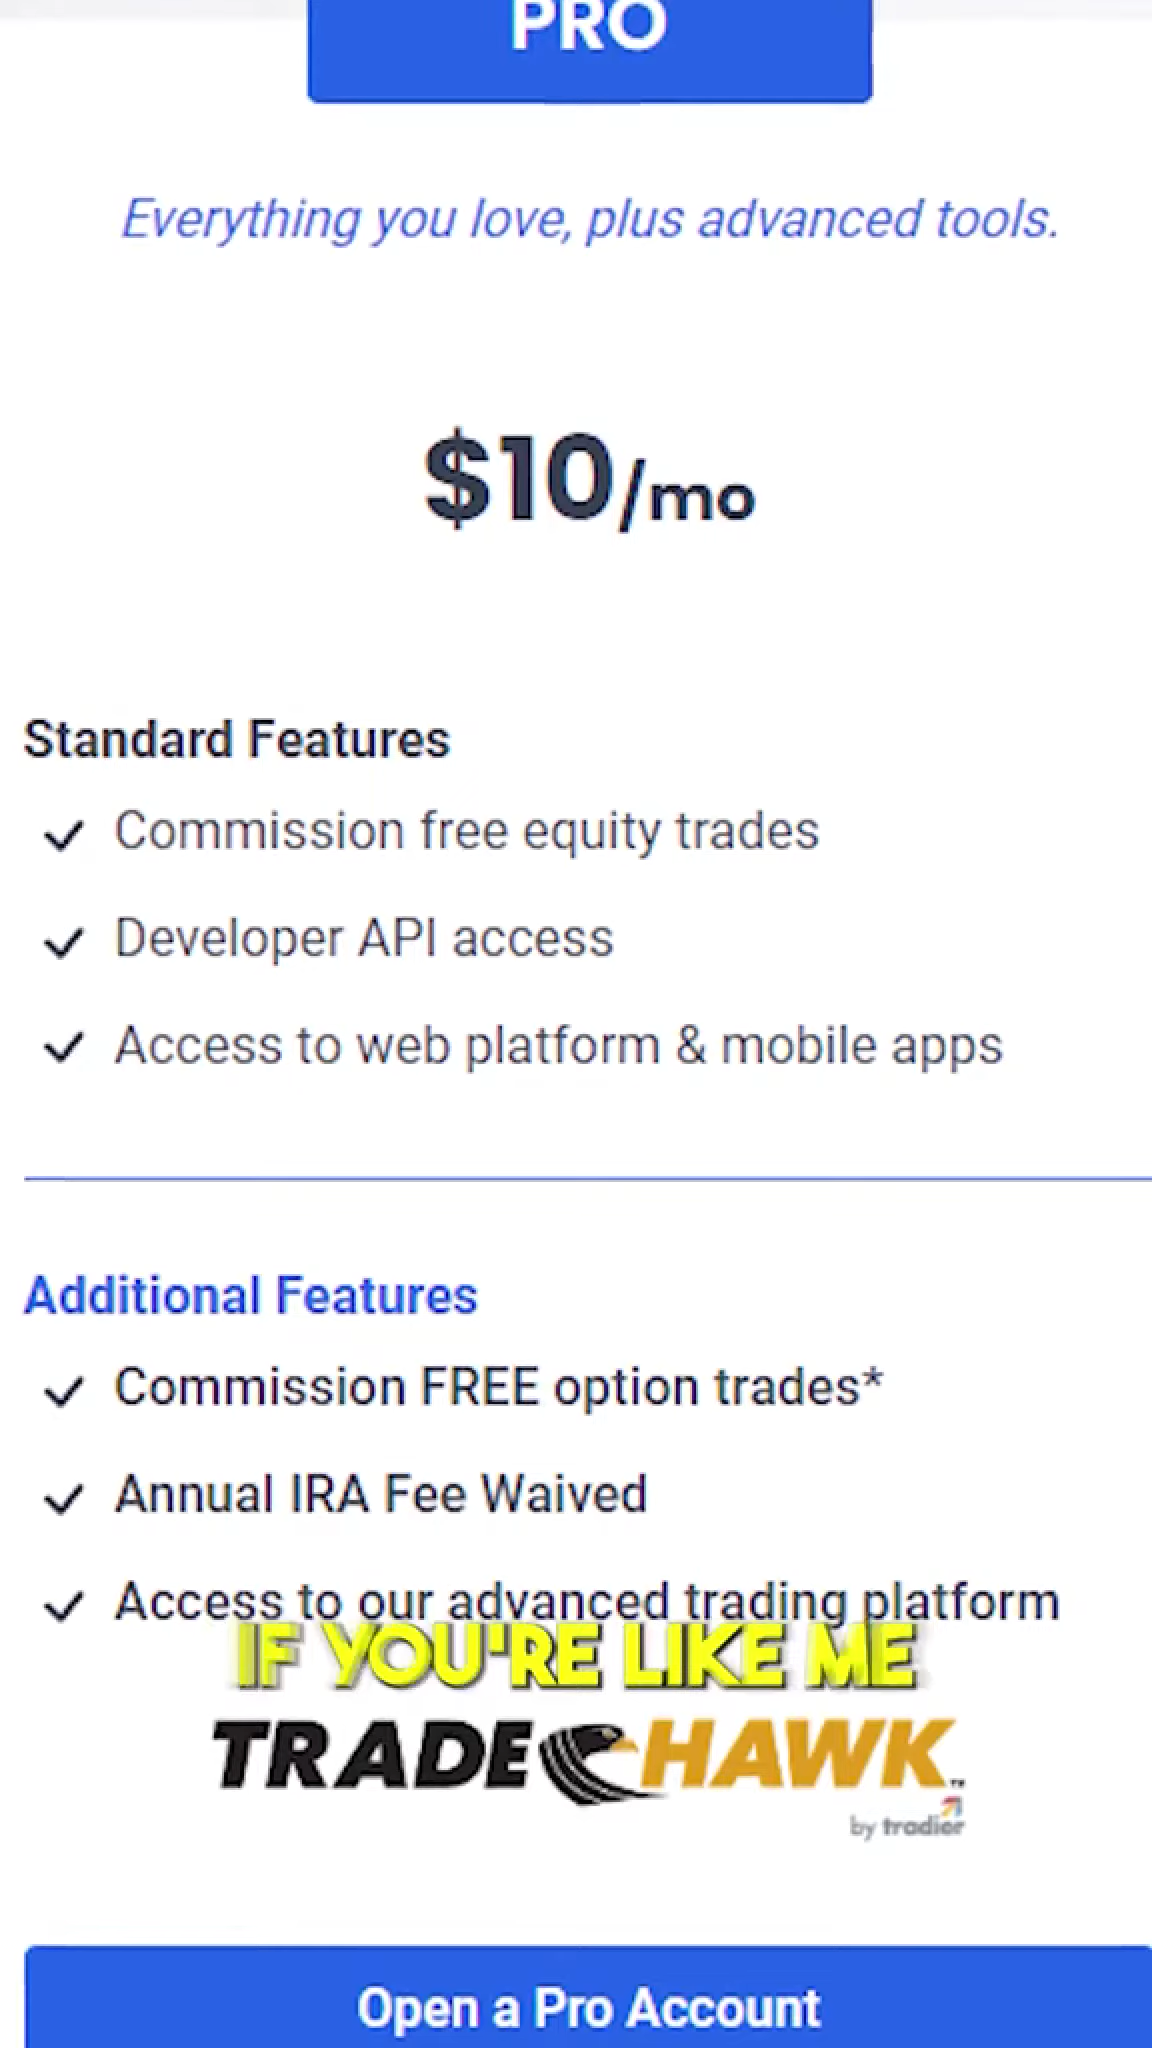 PRO
Everything you love, plus advanced tools.
$10/mo
Standard Features
Commission free equity trades
Developer API access
Access to web platform & mobile apps
Additional Features
Commission FREE option trades*
Annual IRA Fee Waived
Access to our advanced trading platform
IF YOU'RE LIKE ME
TRADEHAWK™
by tradier
Open a Pro Account